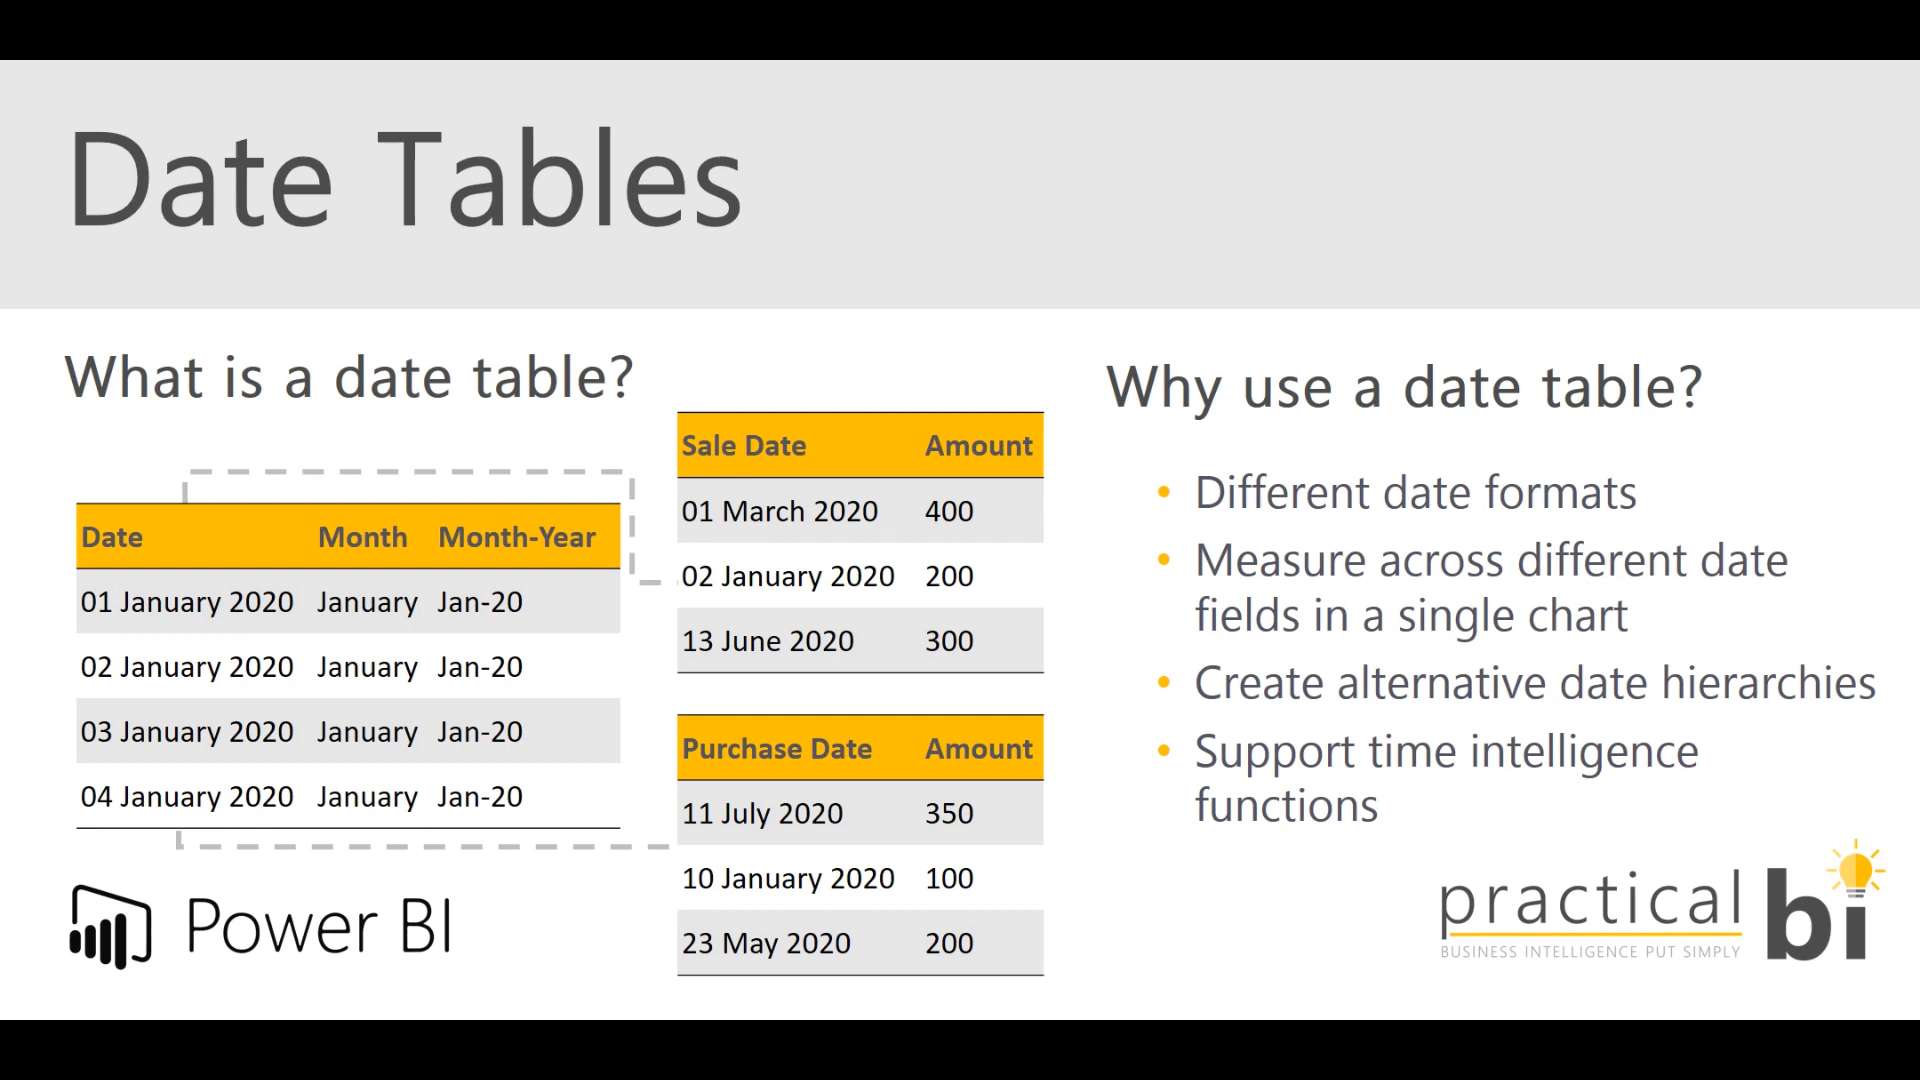 Date Tables
What is a date table?
Date Month Month-Year
01 January 2020 January Jan-20
02 January 2020 January Jan-20
03 January 2020 January Jan-20
04 January 2020 January Jan-20
Sale Date Amount
01 March 2020 400
02 January 2020 200
13 June 2020 300
Purchase Date Amount
11 July 2020 350
10 January 2020 100
23 May 2020 200
Why use a date table?
• Different date formats
• Measure across different date
fields in a single chart
• Create alternative date hierarchies
• Support time intelligence
functions
Power BI
practical bi
BUSINESS INTELLIGENCE PUT SIMPLY